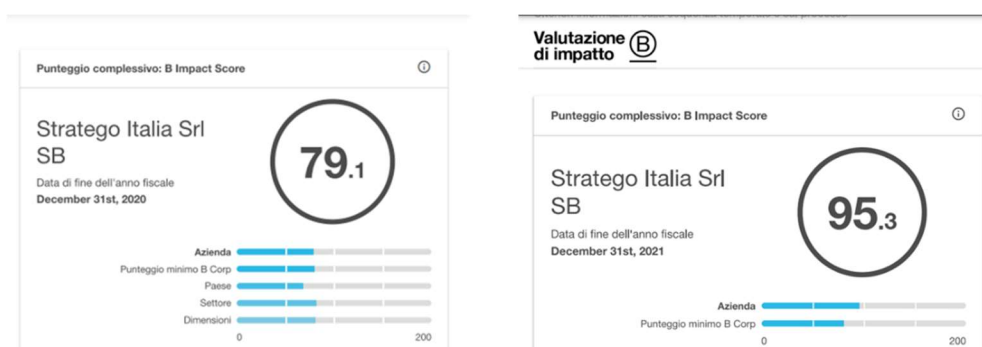 Punteggio complessivo: B Impact Score
Stratego Italia Srl
SB
Data di fine dell'anno fiscale
December 31st, 2020
79.1
Azienda
Punteggio minimo B Corp
Paese
Settore
Dimensioni
0 200
Valutazione
di impatto B
Punteggio complessivo: B Impact Score
Stratego Italia Srl
SB
Data di fine dell'anno fiscale
December 31st, 2021
95.3
Azienda
Punteggio minimo B Corp
0 200